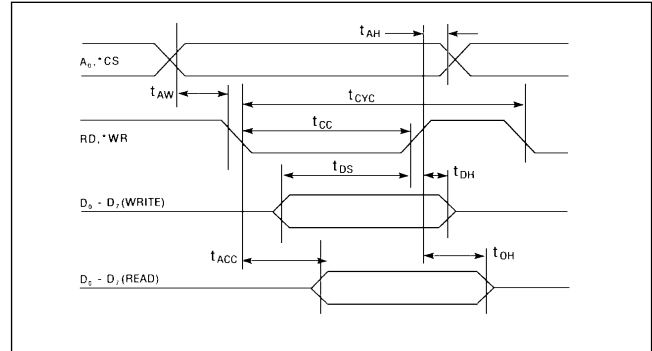 tAH
A0, *CS
tAW
tCYC
tCC
RD, *WR
tDS
tDH
D0 - D7 (WRITE)
tACC
tOH
D0 - D7 (READ)